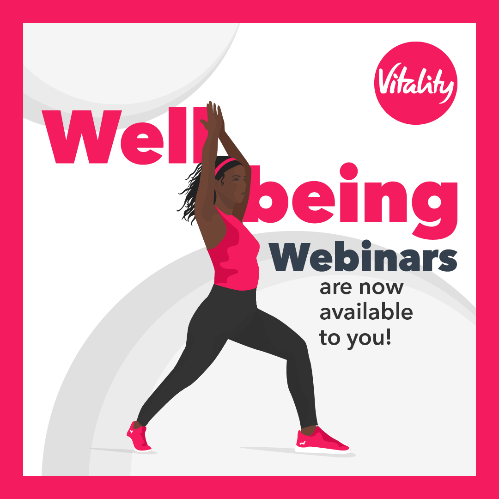 Vitality
Well
being
Webinars
are now
available
to you!